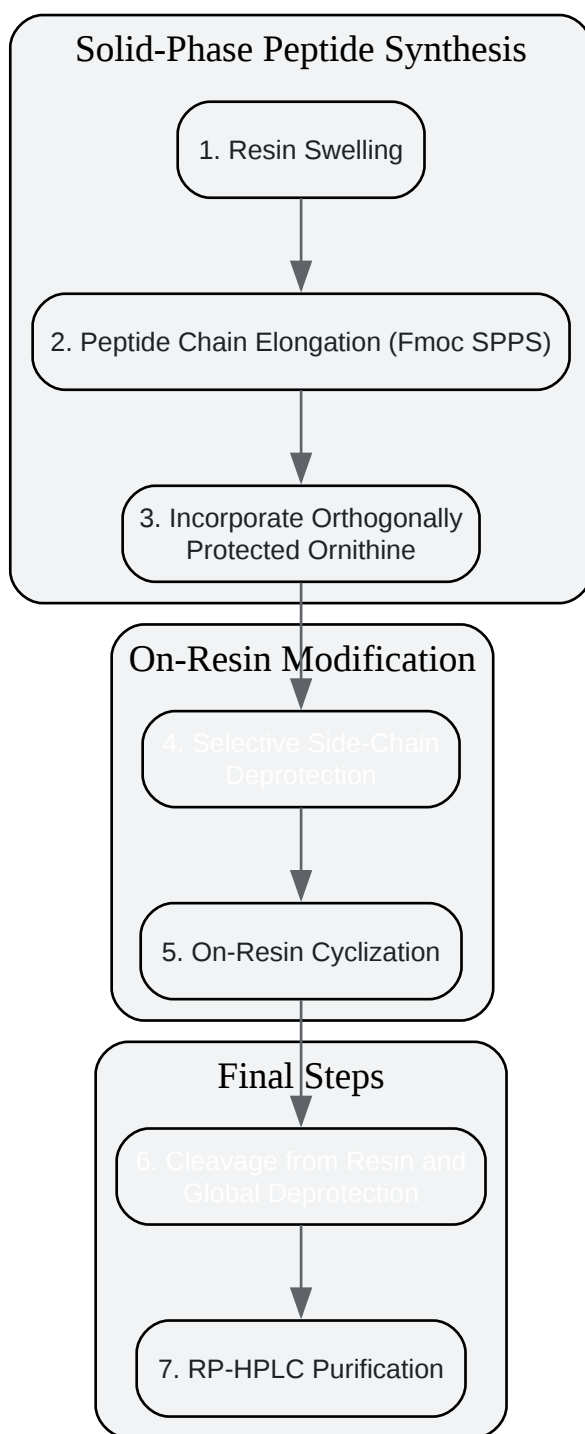 Solid-Phase Peptide Synthesis
1. Resin Swelling
2. Peptide Chain Elongation (Fmoc SPPS)
3. Incorporate Orthogonally
Protected Ornithine
On-Resin Modification
4. Selective Side-Chain
Deprotection
5. On-Resin Cyclization
Final Steps
6. Cleavage from Resin and
Global Deprotection
7. RP-HPLC Purification